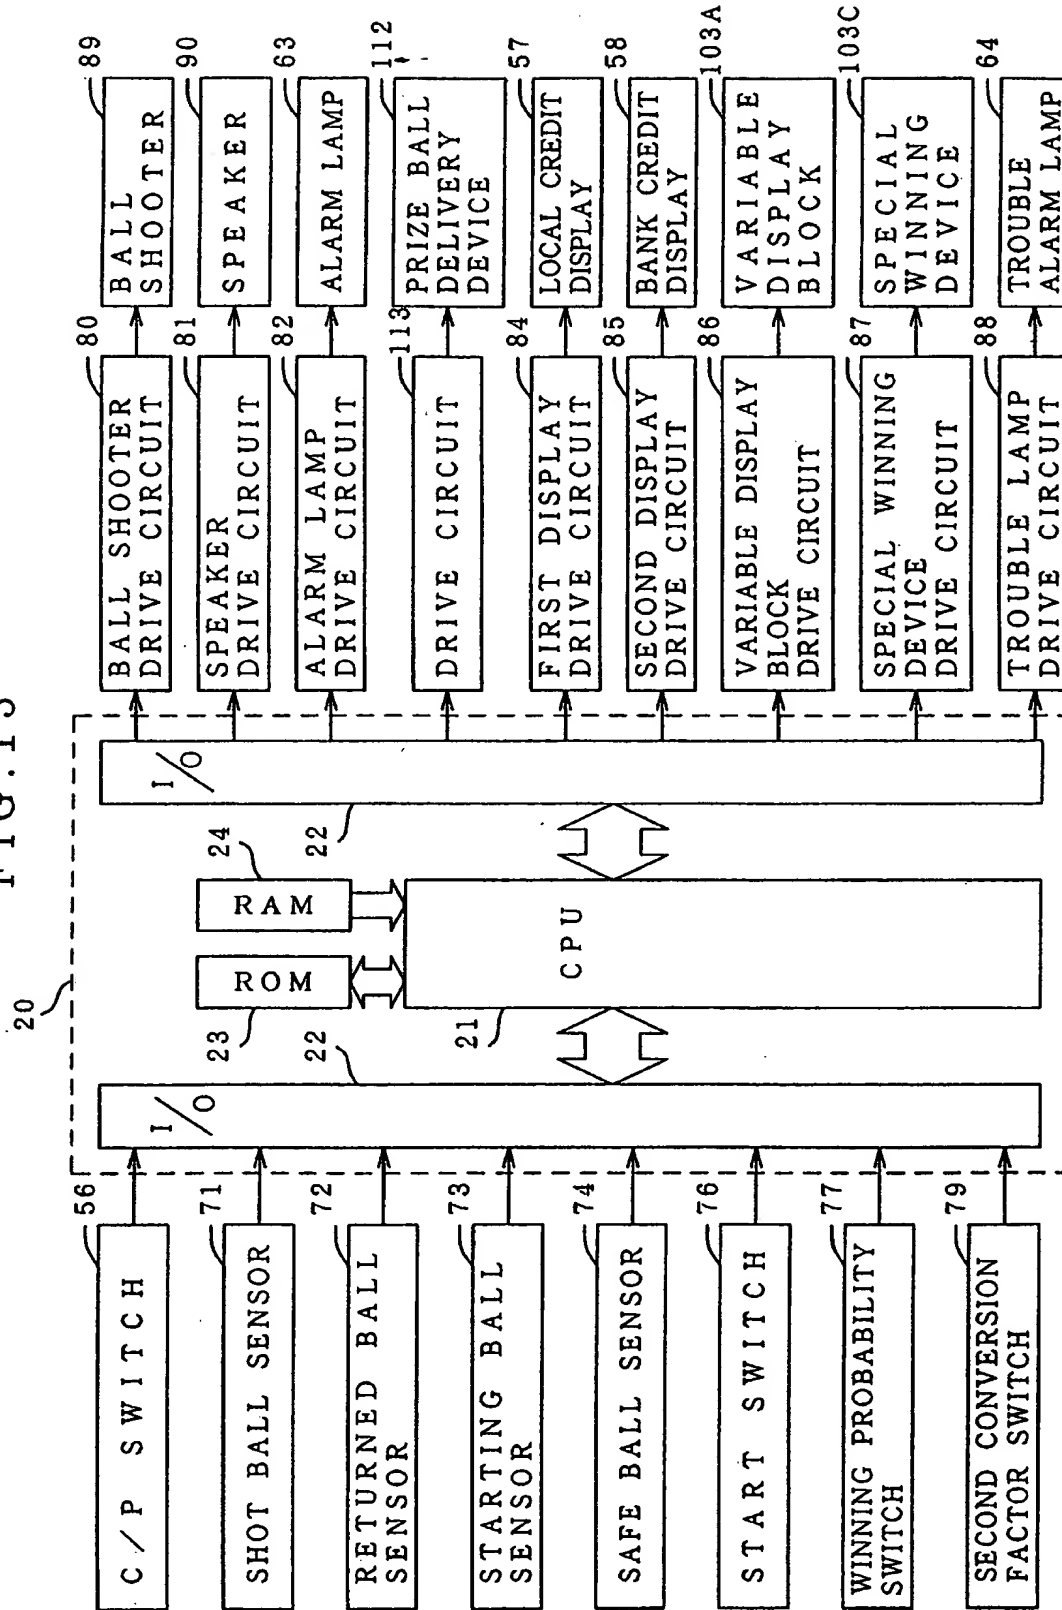 FIG.13
20
56
C/P SWITCH
71
SHOT BALL SENSOR
72
RETURNED BALL
SENSOR
73
STARTING BALL
SENSOR
74
SAFE BALL SENSOR
76
START SWITCH
77
WINNING PROBABILITY
SWITCH
79
SECOND CONVERSION
FACTOR SWITCH
I/O
22
23
ROM
24
RAM
21
CPU
I/O
22
80
BALL SHOOTER
DRIVE CIRCUIT
81
SPEAKER
DRIVE CIRCUIT
82
ALARM LAMP
DRIVE CIRCUIT
113
DRIVE CIRCUIT
84
FIRST DISPLAY
DRIVE CIRCUIT
85
SECOND DISPLAY
DRIVE CIRCUIT
86
VARIABLE DISPLAY
BLOCK
DRIVE CIRCUIT
87
SPECIAL WINNING
DEVICE
DRIVE CIRCUIT
88
TROUBLE LAMP
DRIVE CIRCUIT
89
BALL
SHOOTER
90
SPEAKER
63
ALARM LAMP
112
PRIZE BALL
DELIVERY
DEVICE
57
LOCAL CREDIT
DISPLAY
58
BANK CREDIT
DISPLAY
103A
VARIABLE
DISPLAY
BLOCK
103C
SPECIAL
WINNING
DEVICE
64
TROUBLE
ALARM LAMP